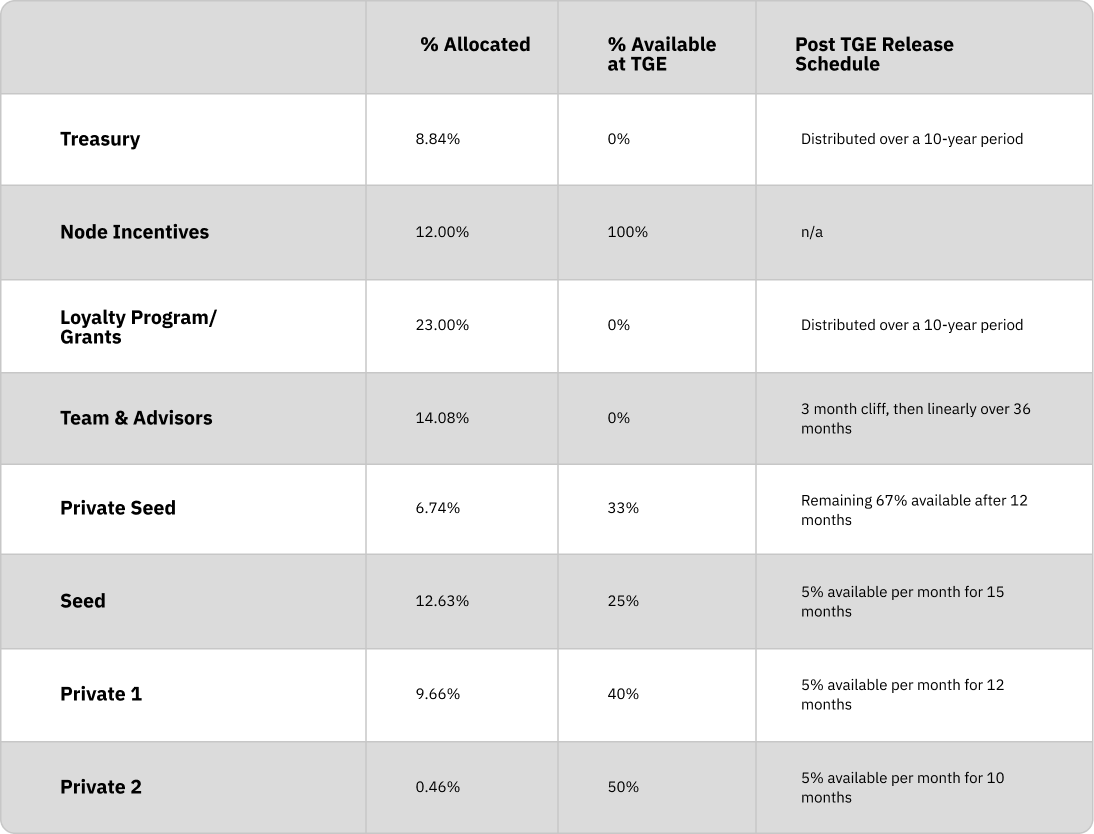 % Allocated
% Available
at TGE
Post TGE Release
Schedule
Treasury
8.84%
0%
Distributed over a 10-year period
Node Incentives
12.00%
100%
n/a
Loyalty Program/
Grants
23.00%
0%
Distributed over a 10-year period
Team & Advisors
14.08%
0%
3 month cliff, then linearly over 36
months
Private Seed
6.74%
33%
Remaining 67% available after 12
months
Seed
12.63%
25%
5% available per month for 15
months
Private 1
9.66%
40%
5% available per month for 12
months
Private 2
0.46%
50%
5% available per month for 10
months